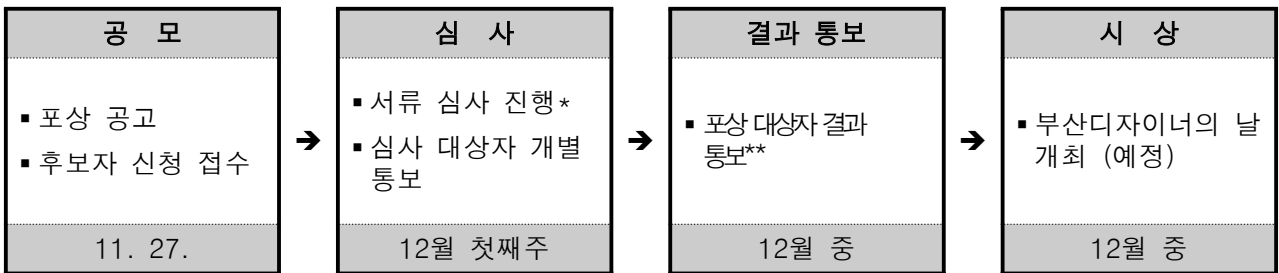 공 모
▪ 포상 공고
▪ 후보자 신청 접수
11. 27.
➔
심 사
▪ 서류 심사 진행*
▪ 심사 대상자 개별
통보
12월 첫째주
➔
결과 통보
▪ 포상 대상자 결과
통보**
12월 중
➔
시 상
▪ 부산디자이너의 날
개최 (예정)
12월 중